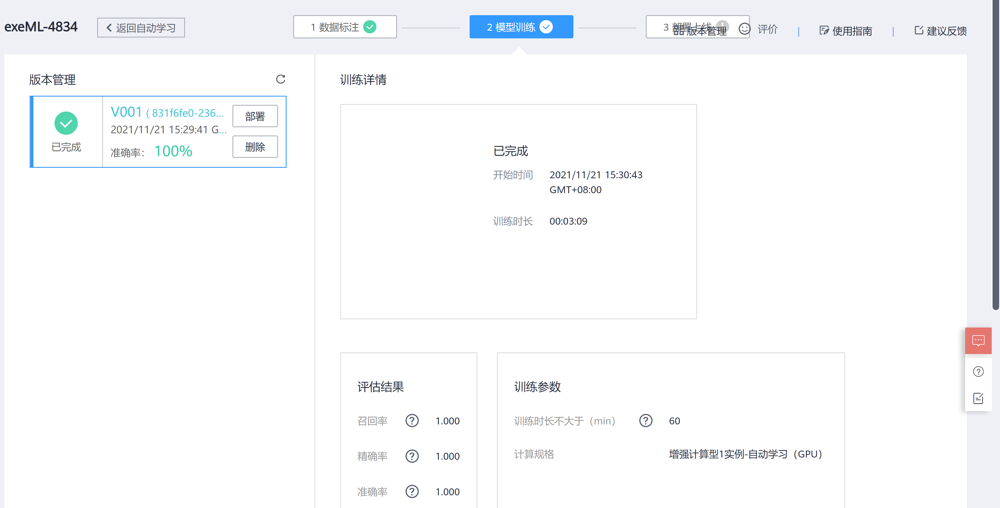 exeML-4834
返回自动学习
1 数据标注
2 模型训练
3 部署上线
版本管理
评价
使用指南
建议反馈
版本管理
V001 ( 831f6fe0-236...
部署
2021/11/21 15:29:41 G...
已完成
准确率： 100%
删除
训练详情
已完成
开始时间 2021/11/21 15:30:43
GMT+08:00
训练时长 00:03:09
评估结果
召回率 1.000
精确率 1.000
准确率 1.000
训练参数
训练时长不大于（min） 60
计算规格 增强计算型1实例-自动学习（GPU）